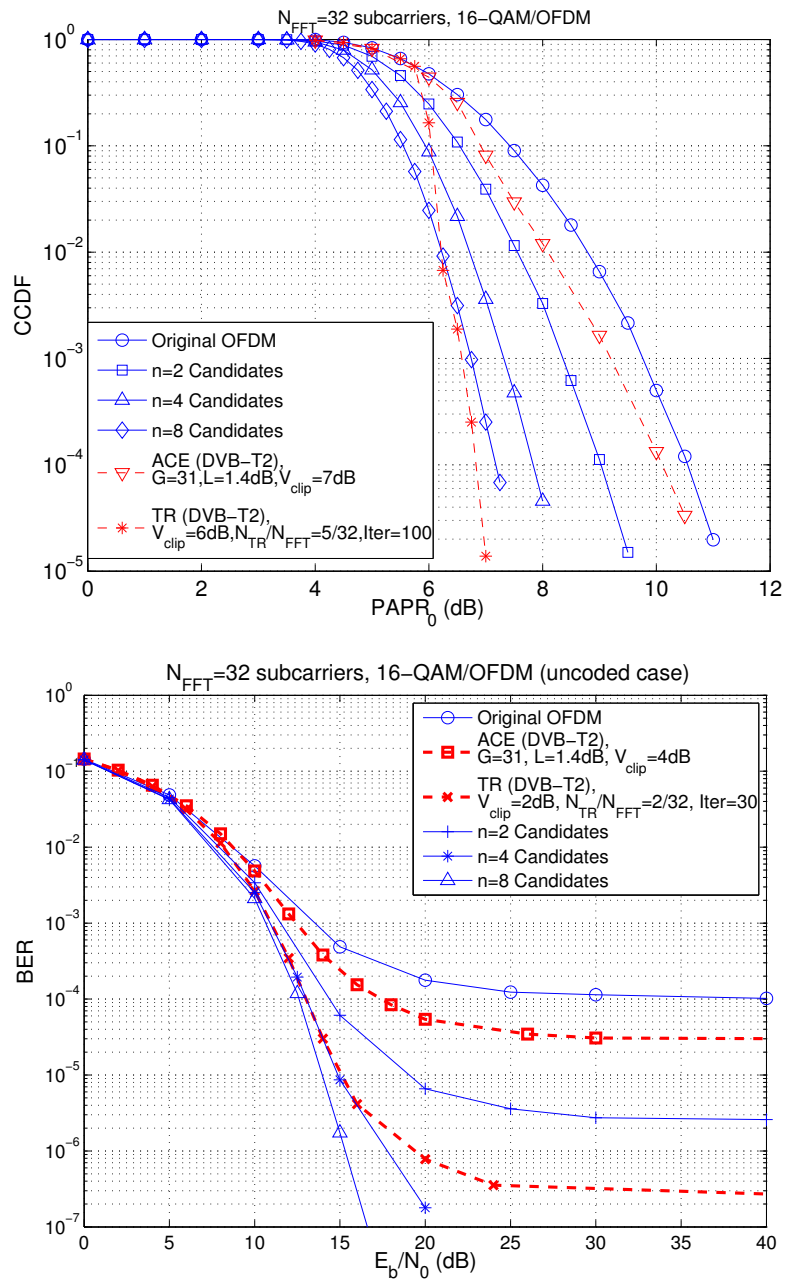 N_FFT=32 subcarriers, 16−QAM/OFDM
10^0
10^−1
10^−2
10^−3
10^−4
10^−5
CCDF
Original OFDM
n=2 Candidates
n=4 Candidates
n=8 Candidates
ACE (DVB−T2),
G=31,L=1.4dB,V_clip=7dB
TR (DVB−T2),
V_clip=6dB,N_TR/N_FFT=5/32,Iter=100
0 2 4 6 8 10 12
PAPR_0 (dB)
N_FFT=32 subcarriers, 16−QAM/OFDM (uncoded case)
10^0
10^−1
10^−2
10^−3
10^−4
10^−5
10^−6
10^−7
BER
Original OFDM
ACE (DVB−T2),
G=31, L=1.4dB, V_clip=4dB
TR (DVB−T2),
V_clip=2dB, N_TR/N_FFT=2/32, Iter=30
n=2 Candidates
n=4 Candidates
n=8 Candidates
0 5 10 15 20 25 30 35 40
E_b/N_0 (dB)